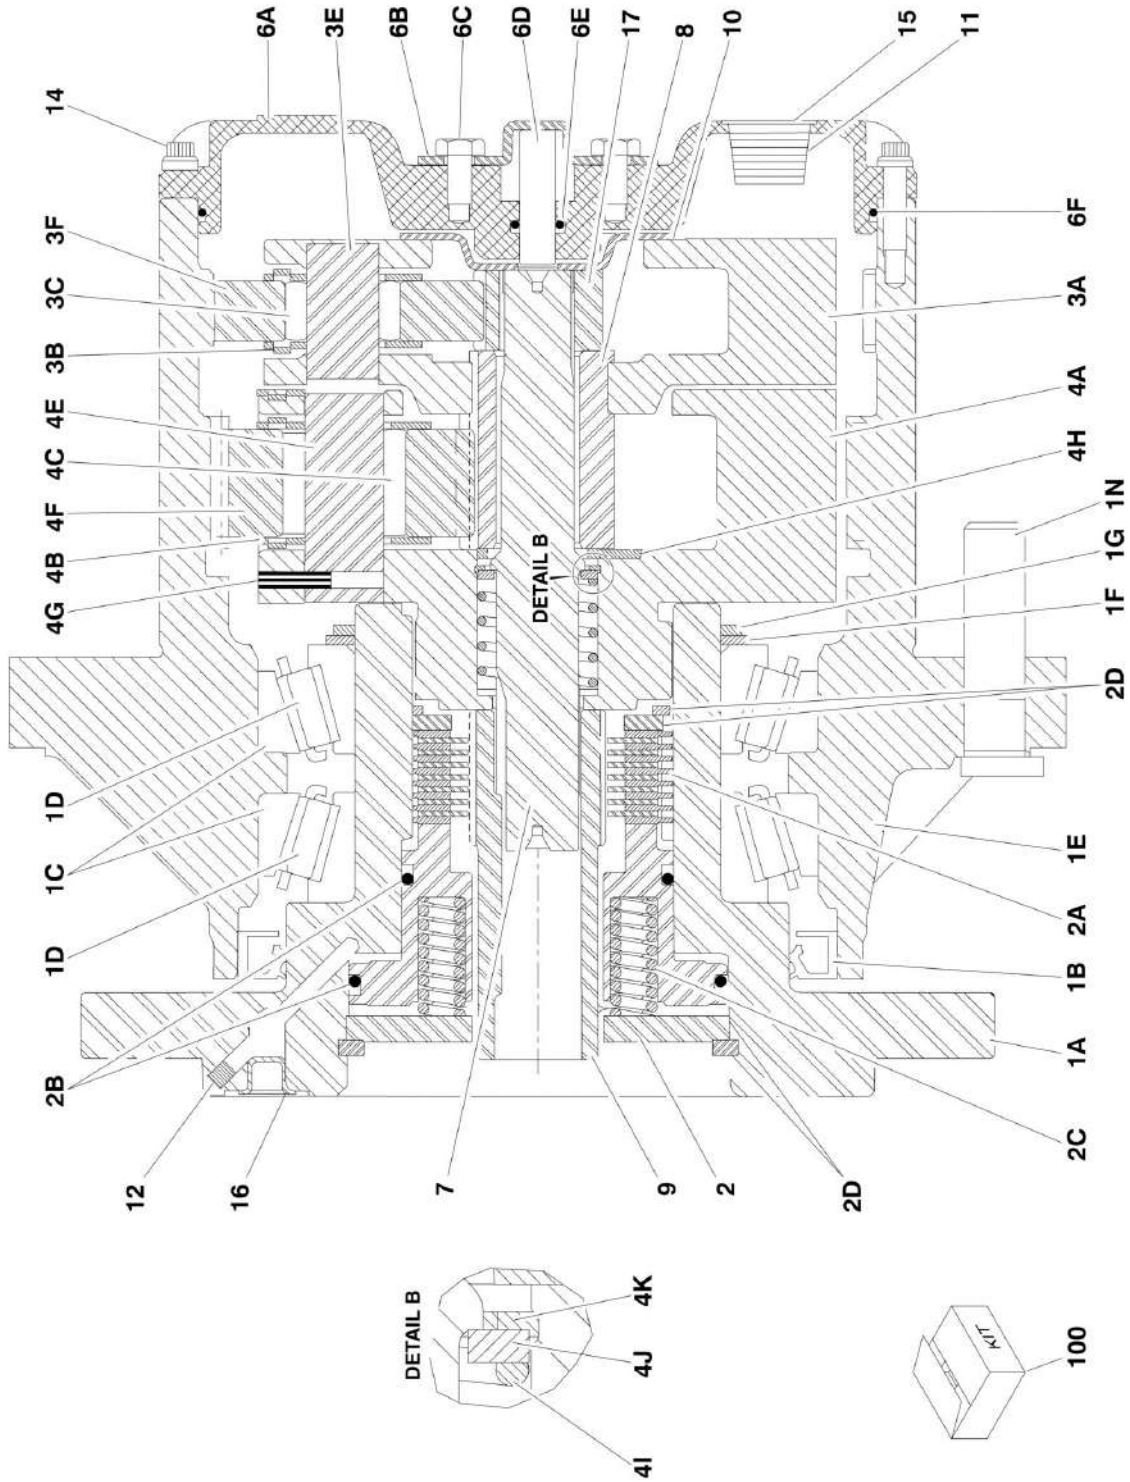 14
6A
3E
6B
6C
6D
6E
17
8
10
15
11
3F
3C
3B
4E
4C
4F
4B
4G
6F
3A
4A
4H
1N
1G
1F
2D
DETAIL B
1D
1C
1D
2B
12
16
7
9
2
2D
2C
1A
1B
2A
1E
DETAIL B
4K
4J
4I
KIT
100